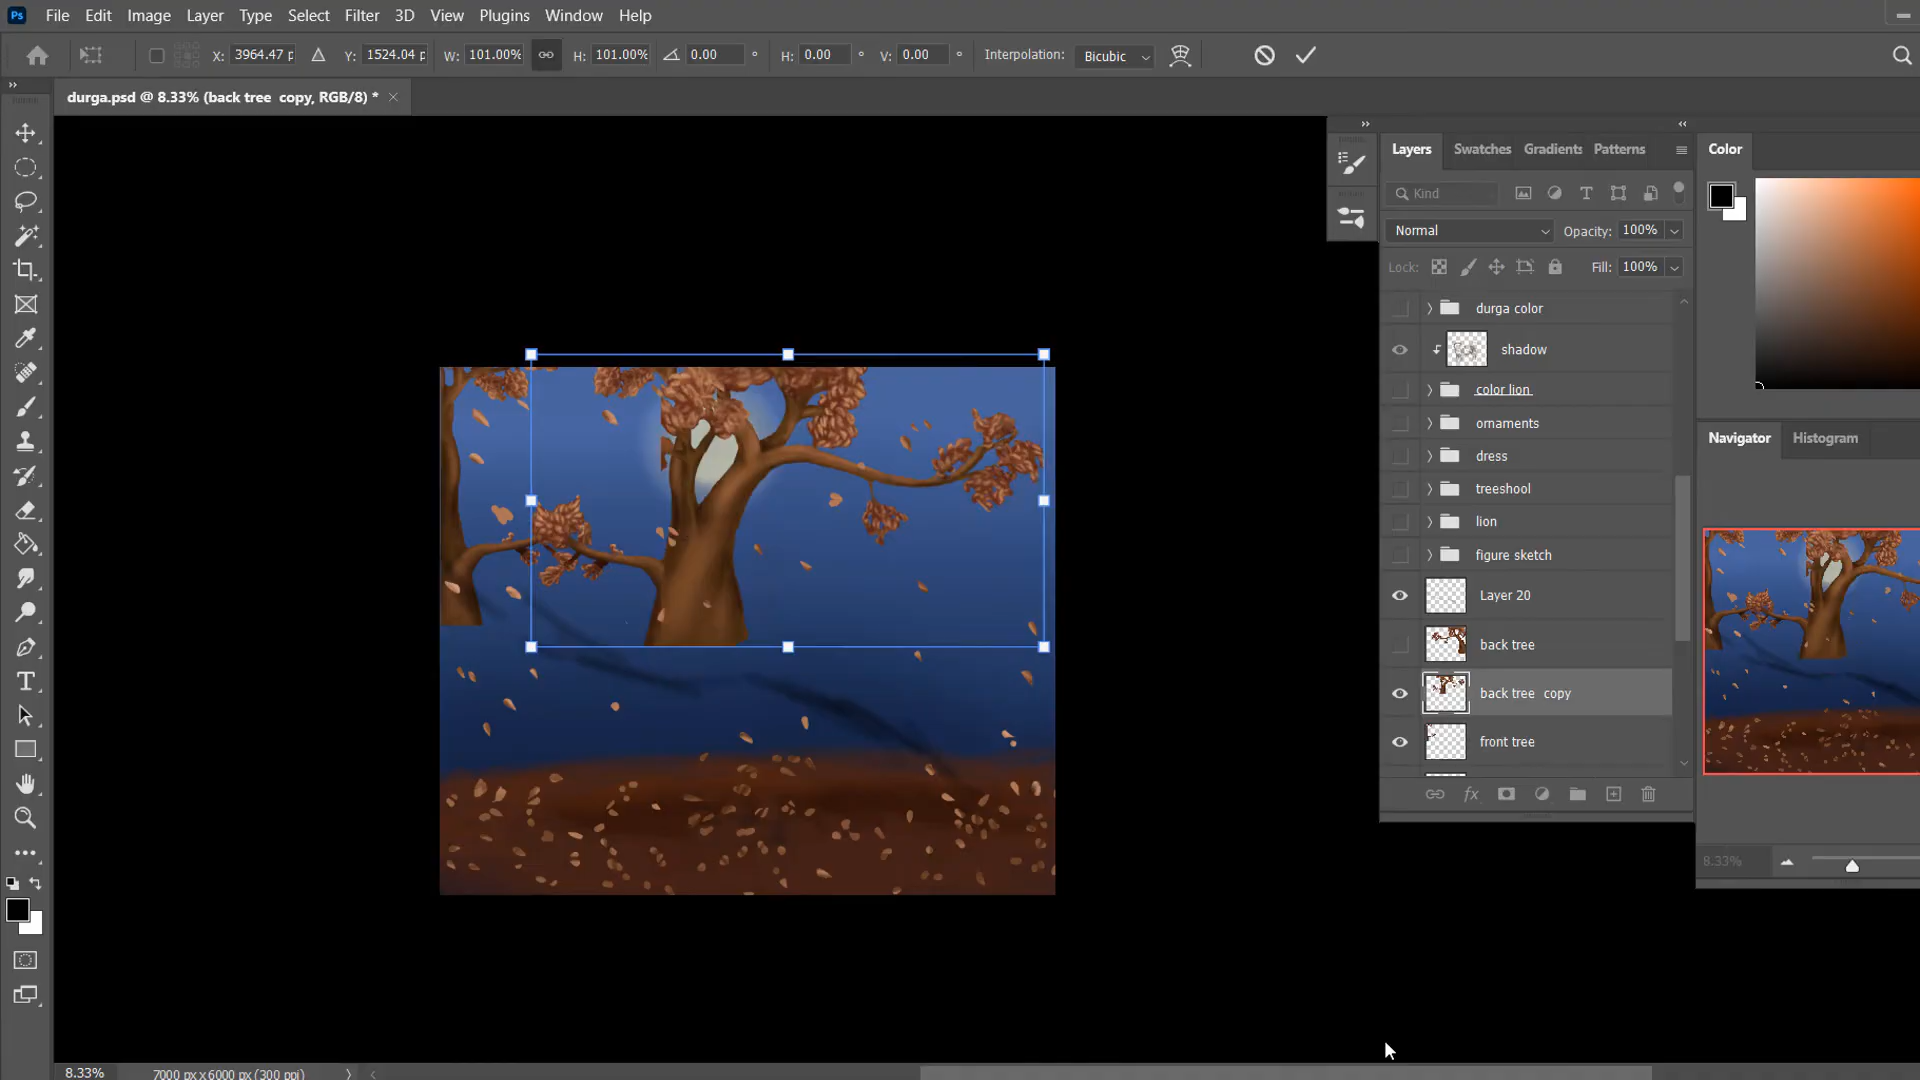 Ps File Edit Image Layer Type Select Filter 3D View Plugins Window Help
X: 3964.47 p Y: 1524.04 p W: 101.00% H: 101.00% 0.00 ° H: 0.00 ° V: 0.00 ° Interpolation: Bicubic
durga.psd @ 8.33% (back tree copy, RGB/8) *
Layers Swatches Gradients Patterns
Color
Kind
Normal Opacity: 100%
Lock: Fill: 100%
durga color
shadow
color lion
ornaments
dress
treeshool
lion
figure sketch
Layer 20
back tree
back tree copy
front tree
fx
Navigator Histogram
8.33%
8.33% 7000 px x 6000 px (300 ppi)